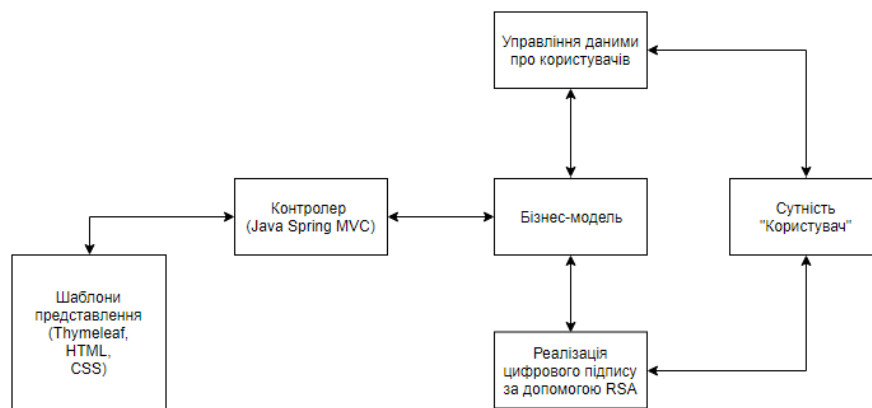 Управління даними
про користувачів
Контролер
(Java Spring MVC)
Бізнес-модель
Сутність
"Користувач"
Шаблони
представлення
(Thymeleaf,
HTML,
CSS)
Реалізація
цифрового підпису
за допомогою RSA